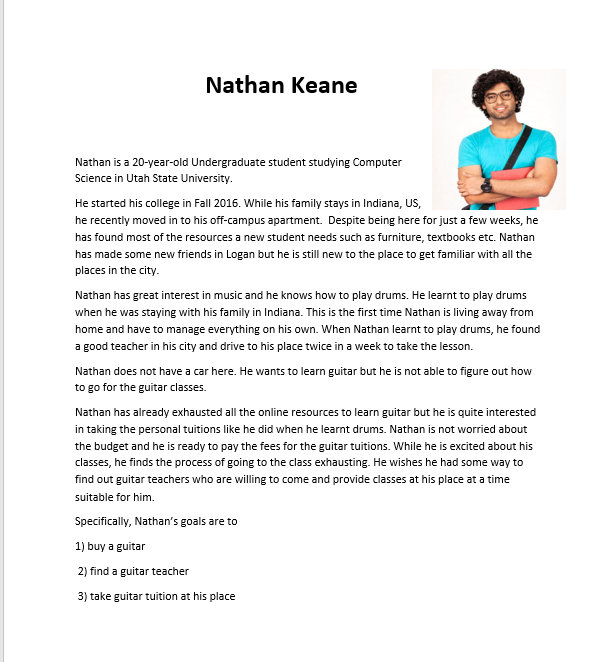 Nathan Keane
Nathan is a 20-year-old Undergraduate student studying Computer
Science in Utah State University.
He started his college in Fall 2016. While his family stays in Indiana, US,
he recently moved in to his off-campus apartment.  Despite being here for just a few weeks, he
has found most of the resources a new student needs such as furniture, textbooks etc. Nathan
has made some new friends in Logan but he is still new to the place to get familiar with all the
places in the city.
Nathan has great interest in music and he knows how to play drums. He learnt to play drums
when he was staying with his family in Indiana. This is the first time Nathan is living away from
home and have to manage everything on his own. When Nathan learnt to play drums, he found
a good teacher in his city and drive to his place twice in a week to take the lesson.
Nathan does not have a car here. He wants to learn guitar but he is not able to figure out how
to go for the guitar classes.
Nathan has already exhausted all the online resources to learn guitar but he is quite interested
in taking the personal tuitions like he did when he learnt drums. Nathan is not worried about
the budget and he is ready to pay the fees for the guitar tuitions. While he is excited about his
classes, he finds the process of going to the class exhausting. He wishes he had some way to
find out guitar teachers who are willing to come and provide classes at his place at a time
suitable for him.
Specifically, Nathan’s goals are to
1) buy a guitar
2) find a guitar teacher
3) take guitar tuition at his place